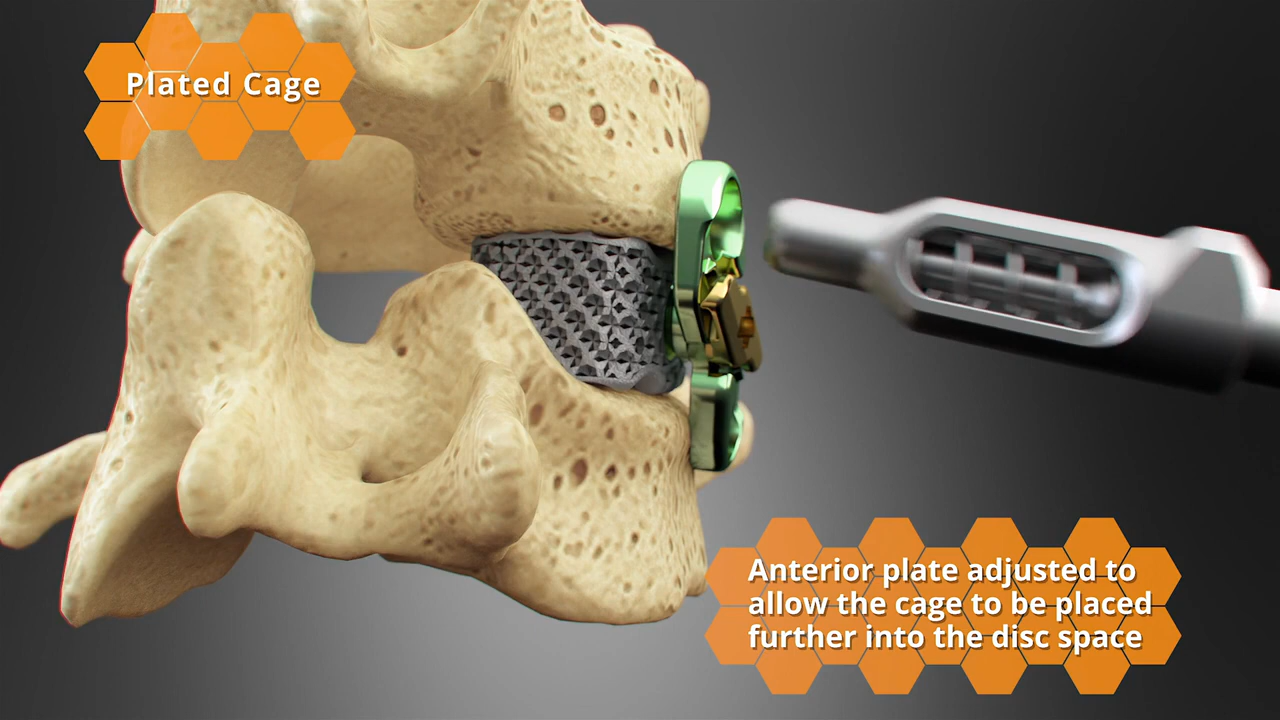 Plated Cage
Anterior plate adjusted to
allow the cage to be placed
further into the disc space